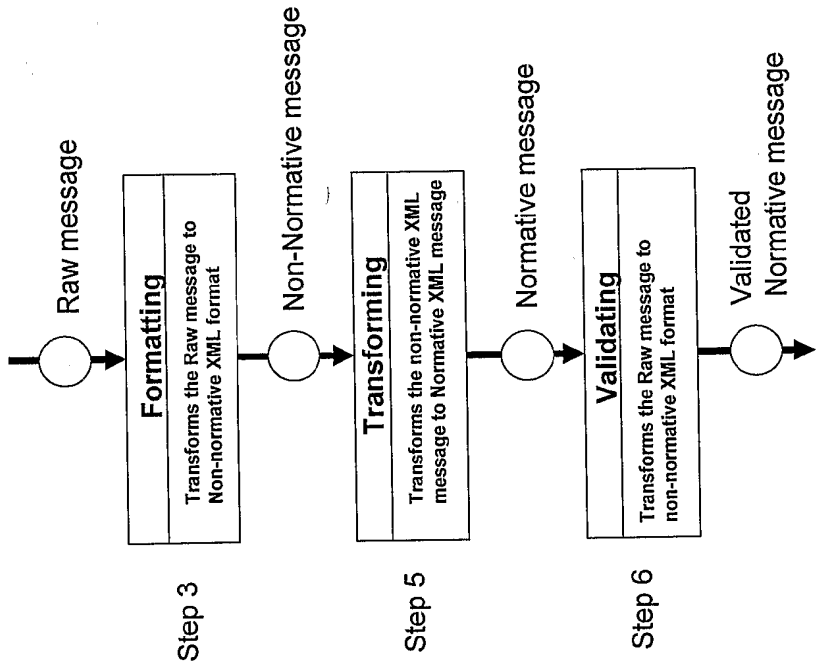 Raw message
Step 3
Formatting
Transforms the Raw message to
Non-normative XML format
Non-Normative message
Step 5
Transforming
Transforms the non-normative XML
message to Normative XML message
Normative message
Step 6
Validating
Transforms the Raw message to
non-normative XML format
Validated
Normative message